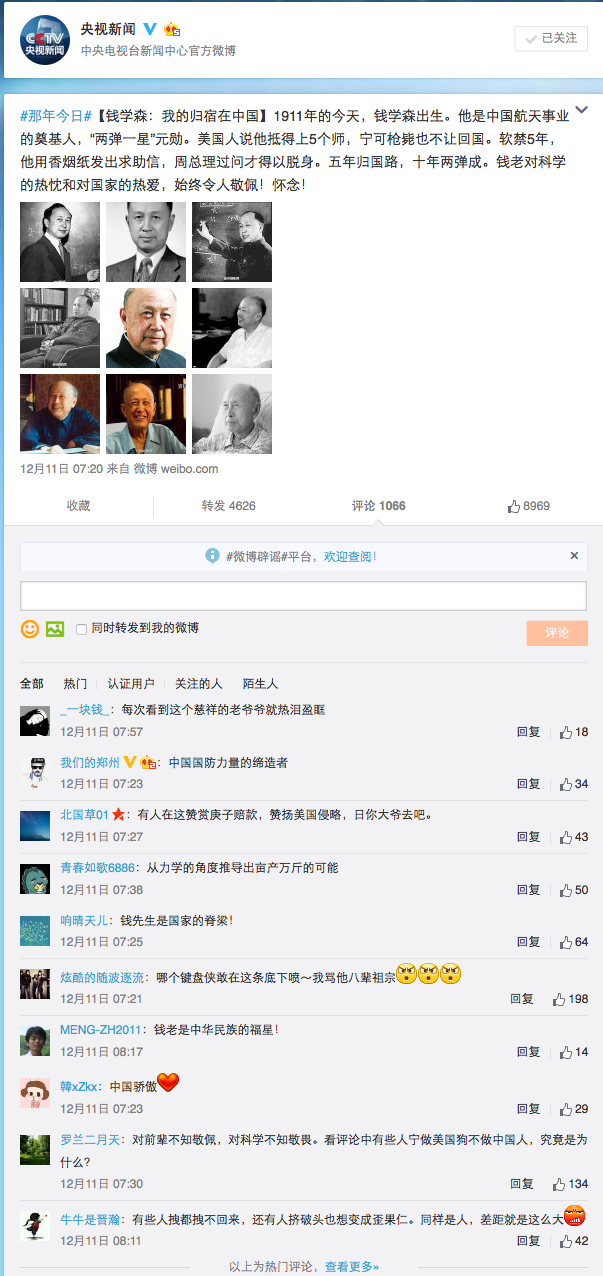 CCTV
央视新闻
央视新闻
中央电视台新闻中心官方微博
已关注
#那年今日#【钱学森：我的归宿在中国】1911年的今天，钱学森出生。他是中国航天事业
的奠基人，“两弹一星”元勋。美国人说他抵得上5个师，宁可枪毙也不让回国。软禁5年，
他用香烟纸发出求助信，周总理过问才得以脱身。五年归国路，十年两弹成。钱老对科学
的热忱和对国家的热爱，始终令人敬佩！怀念！
12月11日 07:20 来自 微博 weibo.com
收藏
转发 4626
评论 1066
8969
#微博辟谣#平台，欢迎查阅！
同时转发到我的微博
评论
全部 热门 认证用户 关注的人 陌生人
_一块钱_：每次看到这个慈祥的老爷爷就热泪盈眶
12月11日 07:57 回复 18
我们的郑州：中国国防力量的缔造者
12月11日 07:23 回复 34
北国草01：有人在这赞赏庚子赔款，赞扬美国侵略，日你大爷去吧。
12月11日 07:27 回复 43
青春如歌6886：从力学的角度推导出亩产万斤的可能
12月11日 07:38 回复 50
响晴天儿：钱先生是国家的脊梁！
12月11日 07:25 回复 64
炫酷的随波逐流：哪个键盘侠敢在这条底下喷～我骂他八辈祖宗
12月11日 07:21 回复 198
MENG-ZH2011：钱老是中华民族的福星！
12月11日 08:17 回复 14
韓xZkx：中国骄傲
12月11日 07:23 回复 29
罗兰二月天：对前辈不知敬佩，对科学不知敬畏。看评论中有些人宁做美国狗不做中国人，究竟是为
什么?
12月11日 07:30 回复 134
牛牛是晋瀚：有些人拽都拽不回来，还有人挤破头也想变成歪果仁。同样是人，差距就是这么大
12月11日 08:11 回复 42
以上为热门评论，查看更多»